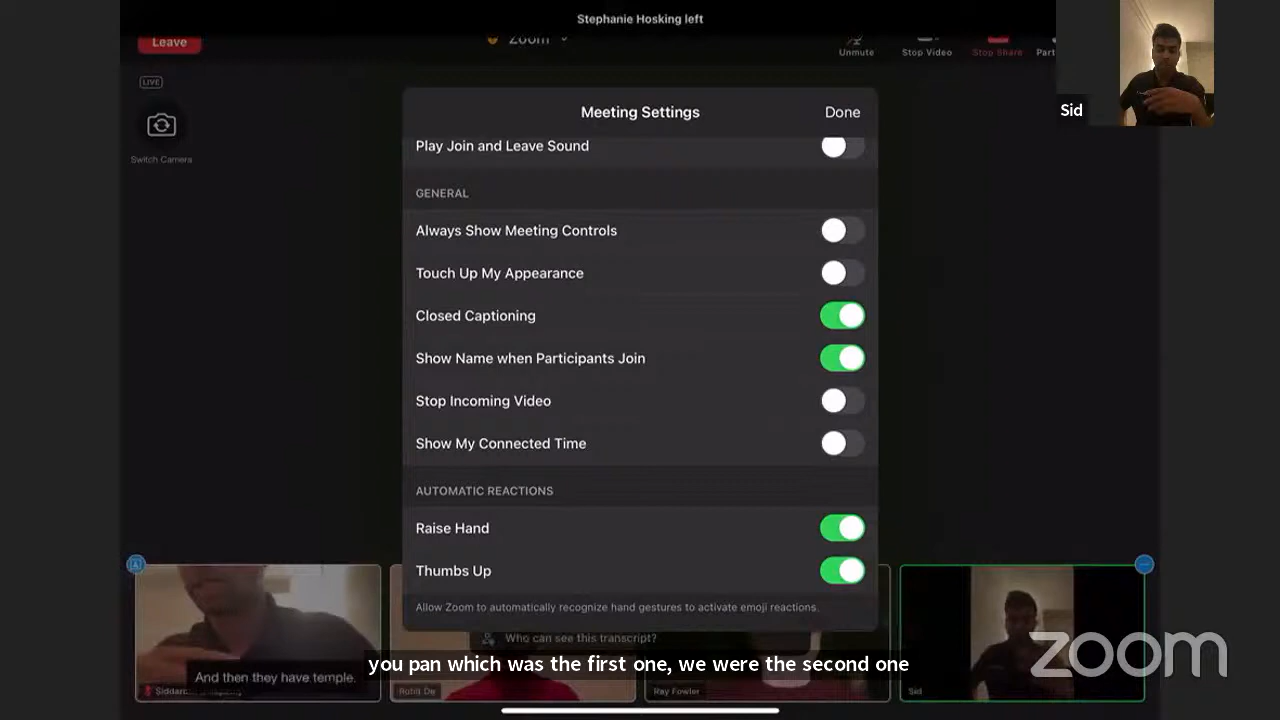 Stephanie Hosking left
Leave
Zoom
Unmute
Stop Video
Stop Share
Part
LIVE
Switch Camera
Sid
Meeting Settings
Done
Play Join and Leave Sound
GENERAL
Always Show Meeting Controls
Touch Up My Appearance
Closed Captioning
Show Name when Participants Join
Stop Incoming Video
Show My Connected Time
AUTOMATIC REACTIONS
Raise Hand
Thumbs Up
Allow Zoom to automatically recognize hand gestures to activate emoji reactions.
Who can see this transcript?
you pan which was the first one, we were the second one
And then they have temple.
Ray Fowler
Sid
zoom